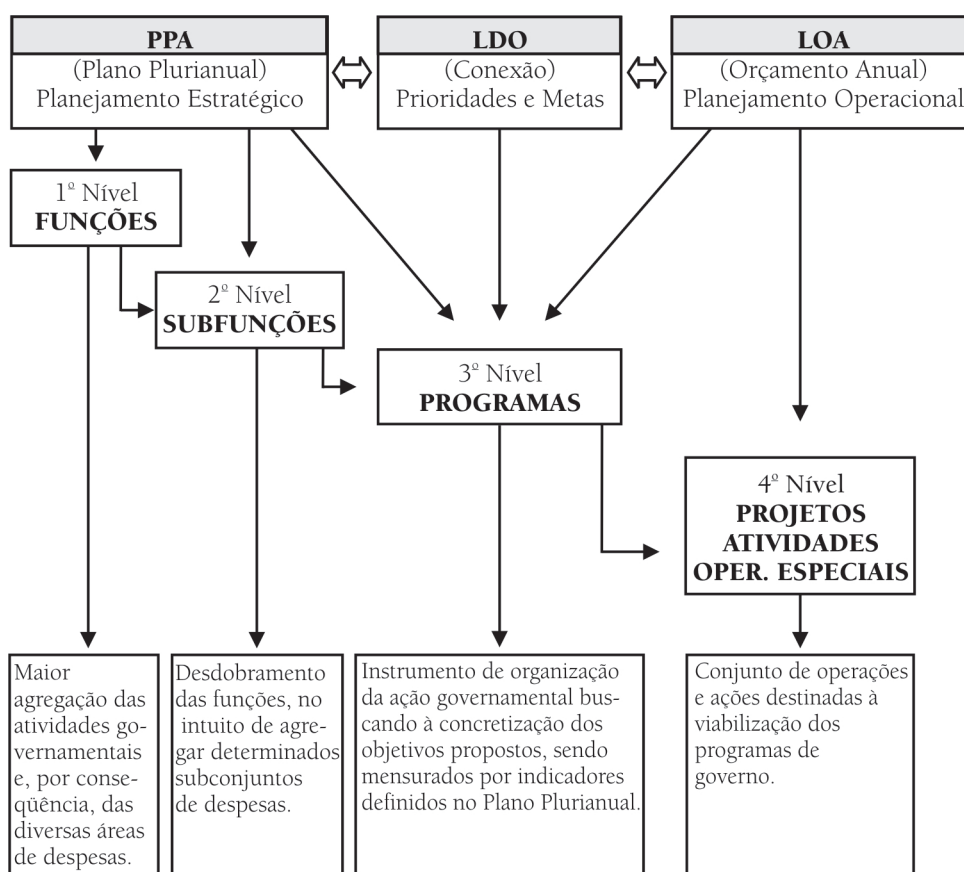 PPA
(Plano Plurianual)
Planejamento Estratégico
LDO
(Conexão)
Prioridades e Metas
LOA
(Orçamento Anual)
Planejamento Operacional
1º Nível
FUNÇÕES
2º Nível
SUBFUNÇÕES
3º Nível
PROGRAMAS
4º Nível
PROJETOS
ATIVIDADES
OPER. ESPECIAIS
Maior
agregação das
atividades go-
vernamentais
e, por conse-
qüência, das
diversas áreas
de despesas.
Desdobramento
das funções, no
intuito de agre-
gar determinados
subconjuntos
de despesas.
Instrumento de organização
da ação governamental bus-
cando à concretização dos
objetivos propostos, sendo
mensurados por indicadores
definidos no Plano Plurianual.
Conjunto de operações
e ações destinadas à
viabilização dos
programas de
governo.